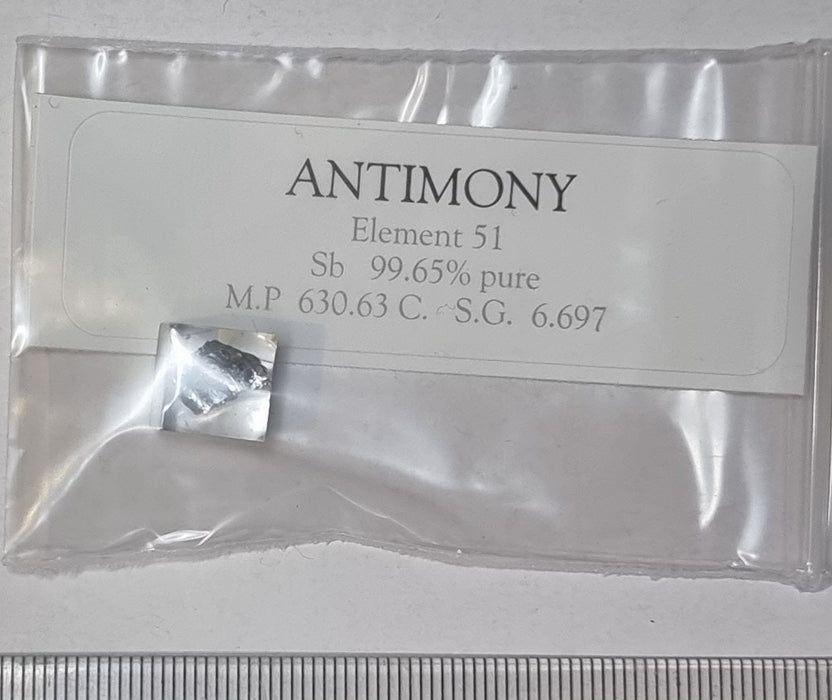 ANTIMONY
Element 51
Sb 99.65% pure
M.P 630.63 C. S.G. 6.697